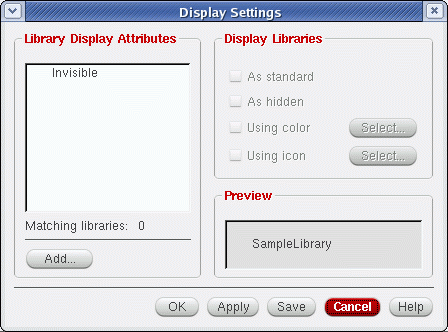 Display Settings
Library Display Attributes
Invisible
Matching libraries: 0
Add...
Display Libraries
As standard
As hidden
Using color Select...
Using icon Select...
Preview
SampleLibrary
OK Apply Save Cancel Help